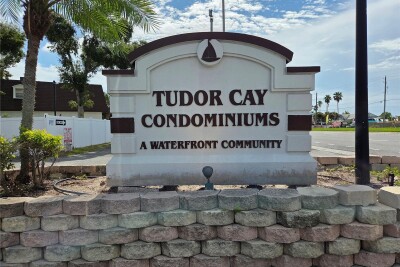 TUDOR CAY
CONDOMINIUMS
A WATERFRONT COMMUNITY